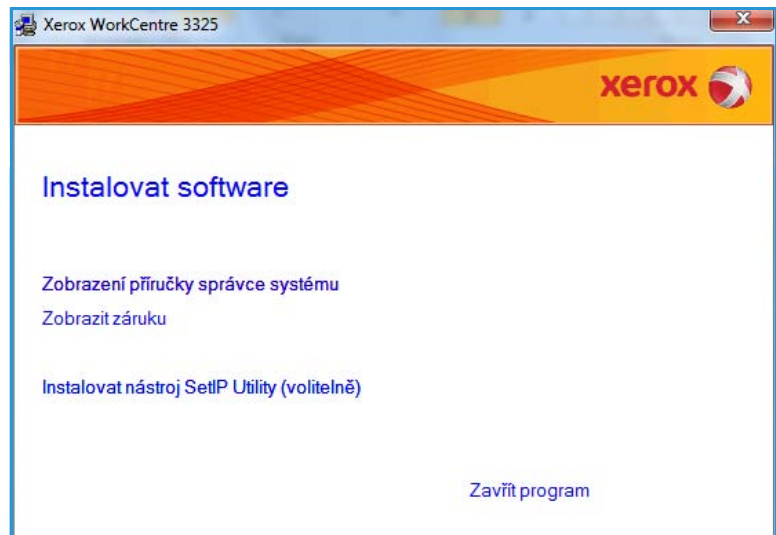 Xerox WorkCentre 3325
xerox
Instalovat software
Zobrazení příručky správce systému
Zobrazit záruku
Instalovat nástroj SetIP Utility (volitelně)
Zavřít program